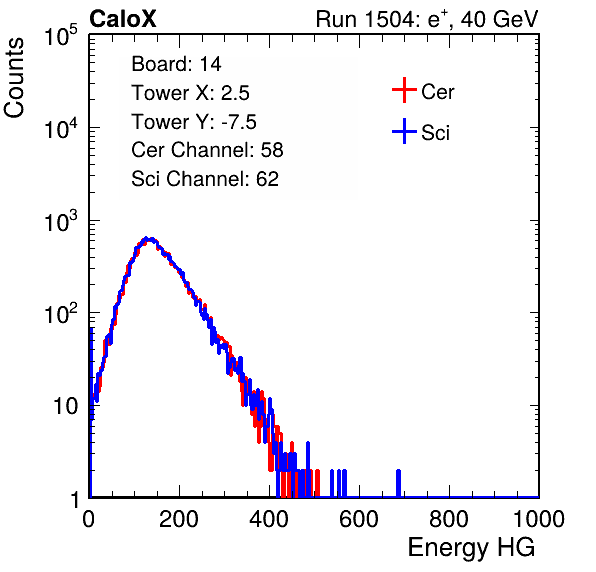 CaloX Run 1504: e⁺, 40 GeV
Counts
10⁵
10⁴
10³
10²
10
1
Board: 14
Tower X: 2.5
Tower Y: -7.5
Cer Channel: 58
Sci Channel: 62
Cer
Sci
0 200 400 600 800 1000
Energy HG